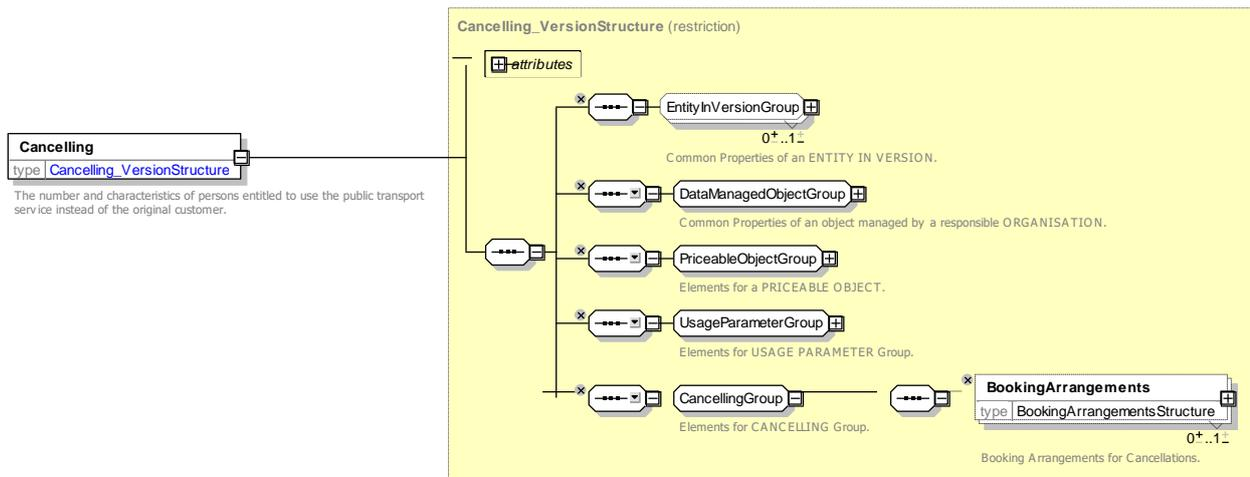 Cancelling_VersionStructure (restriction)
attributes
EntityInVersionGroup
0..1
Common Properties of an ENTITY IN VERSION.
Cancelling
type Cancelling_VersionStructure
The number and characteristics of persons entitled to use the public transport
service instead of the original customer.
DataManagedObjectGroup
Common Properties of an object managed by a responsible ORGANISATION.
PriceableObjectGroup
Elements for a PRICEABLE OBJECT.
UsageParameterGroup
Elements for USAGE PARAMETER Group.
CancellingGroup
Elements for CANCELLING Group.
BookingArrangements
type BookingArrangementsStructure
0..1
Booking Arrangements for Cancellations.